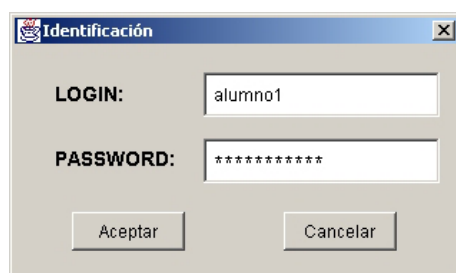 Identificación
LOGIN: alumno1
PASSWORD: ***********
Aceptar Cancelar